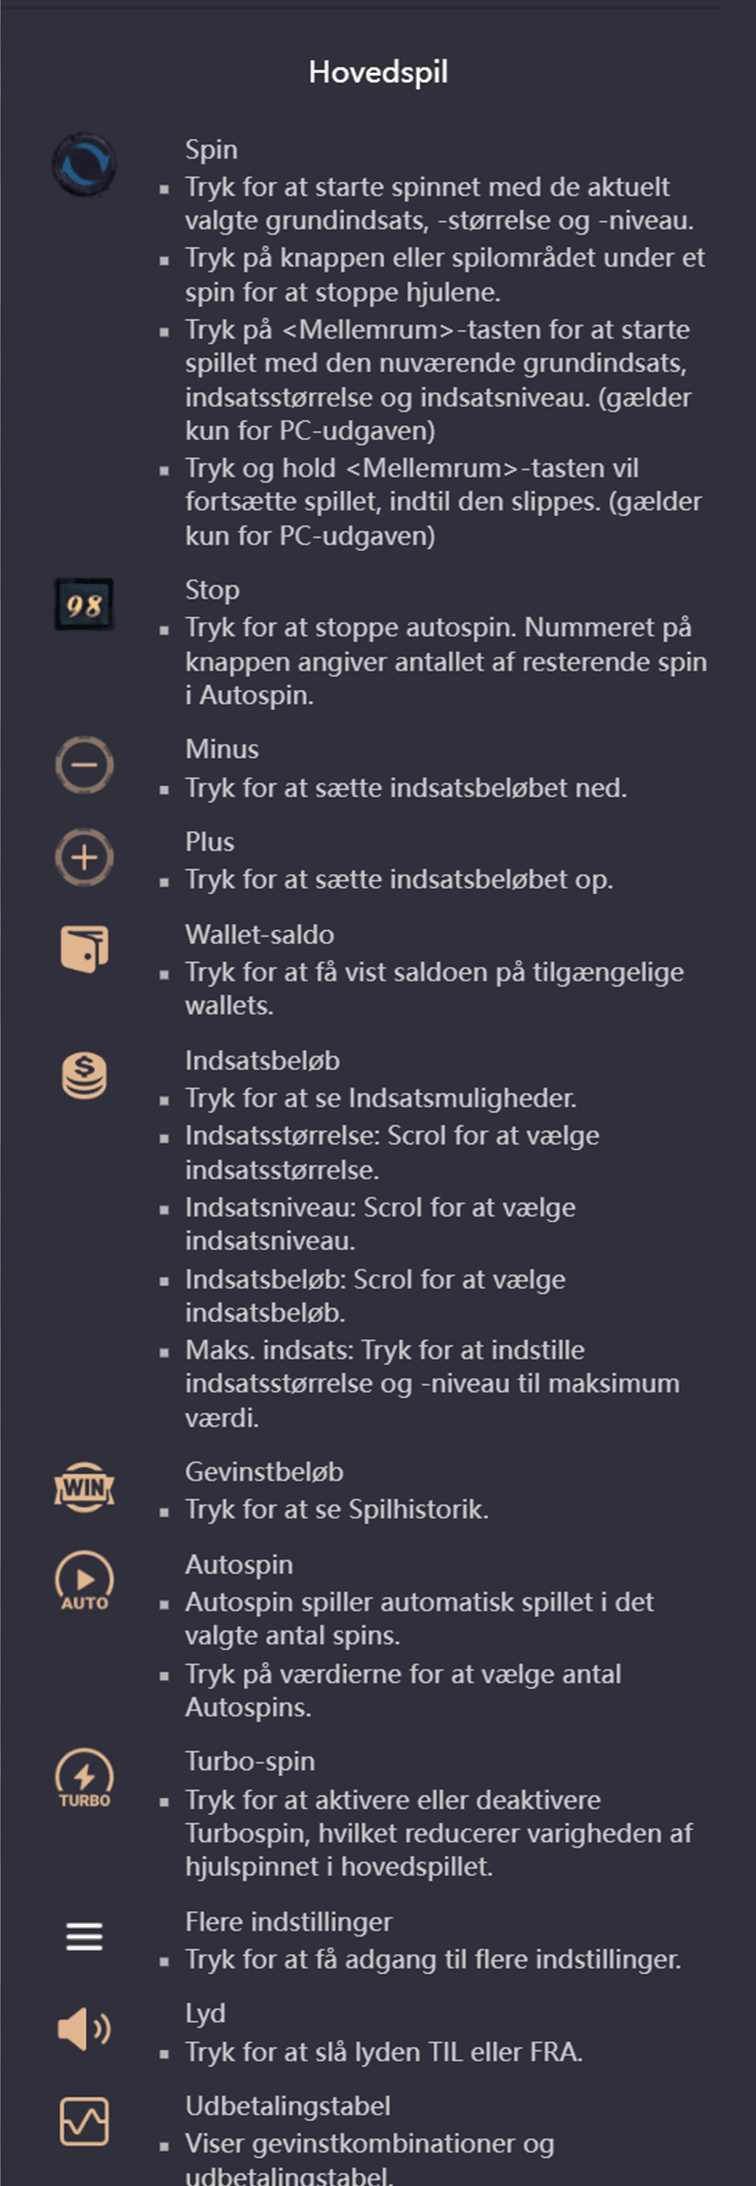 Hovedspil
Spin
▪ Tryk for at starte spinnet med de aktuelt
valgte grundindsats, -størrelse og -niveau.
▪ Tryk på knappen eller spilområdet under et
spin for at stoppe hjulene.
▪ Tryk på <Mellemrum>-tasten for at starte
spillet med den nuværende grundindsats,
indsatsstørrelse og indsatsniveau. (gælder
kun for PC-udgaven)
▪ Tryk og hold <Mellemrum>-tasten vil
fortsætte spillet, indtil den slippes. (gælder
kun for PC-udgaven)
98
Stop
▪ Tryk for at stoppe autospin. Nummeret på
knappen angiver antallet af resterende spin
i Autospin.
Minus
▪ Tryk for at sætte indsatsbeløbet ned.
Plus
▪ Tryk for at sætte indsatsbeløbet op.
Wallet-saldo
▪ Tryk for at få vist saldoen på tilgængelige
wallets.
$
Indsatsbeløb
▪ Tryk for at se Indsatsmuligheder.
▪ Indsatsstørrelse: Scrol for at vælge
indsatsstørrelse.
▪ Indsatsniveau: Scrol for at vælge
indsatsniveau.
▪ Indsatsbeløb: Scrol for at vælge
indsatsbeløb.
▪ Maks. indsats: Tryk for at indstille
indsatsstørrelse og -niveau til maksimum
værdi.
WIN
Gevinstbeløb
▪ Tryk for at se Spilhistorik.
AUTO
Autospin
▪ Autospin spiller automatisk spillet i det
valgte antal spins.
▪ Tryk på værdierne for at vælge antal
Autospins.
TURBO
Turbo-spin
▪ Tryk for at aktivere eller deaktivere
Turbospin, hvilket reducerer varigheden af
hjulspinnet i hovedspillet.
Flere indstillinger
▪ Tryk for at få adgang til flere indstillinger.
Lyd
▪ Tryk for at slå lyden TIL eller FRA.
Udbetalingstabel
▪ Viser gevinstkombinationer og
udbetalingstabel.